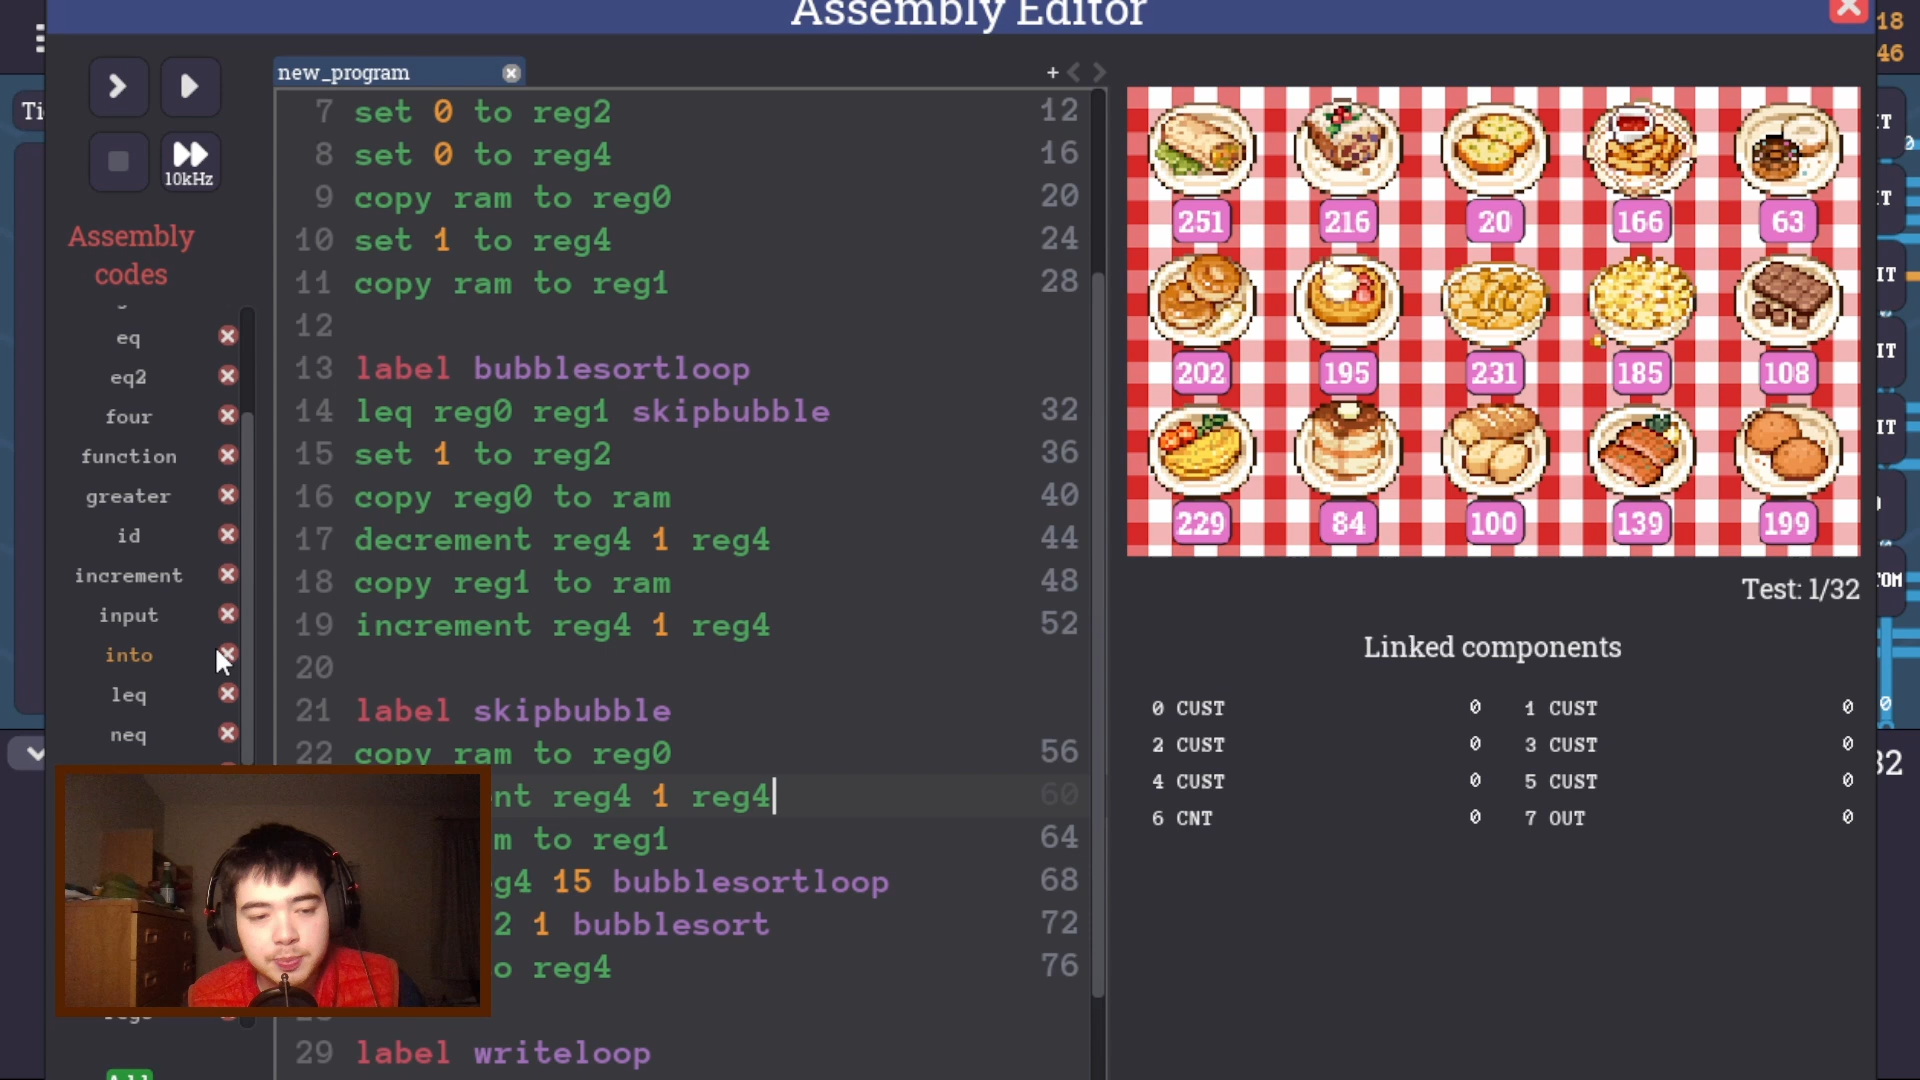 Assembly Editor
18
46
new_program
+
10kHz
Assembly
codes
eq
eq2
four
function
greater
id
increment
input
into
leq
neq
7 set 0 to reg2 12
8 set 0 to reg4 16
9 copy ram to reg0 20
10 set 1 to reg4 24
11 copy ram to reg1 28
12
13 label bubblesortloop
14 leq reg0 reg1 skipbubble 32
15 set 1 to reg2 36
16 copy reg0 to ram 40
17 decrement reg4 1 reg4 44
18 copy reg1 to ram 48
19 increment reg4 1 reg4 52
20
21 label skipbubble
22 copy ram to reg0 56
nt reg4 1 reg4 60
m to reg1 64
g4 15 bubblesortloop 68
2 1 bubblesort 72
o reg4 76
29 label writeloop
251 216 20 166 63
202 195 231 185 108
229 84 100 139 199
Test: 1/32
Linked components
0 CUST 0 1 CUST 0
2 CUST 0 3 CUST 0
4 CUST 0 5 CUST 0
6 CNT 0 7 OUT 0